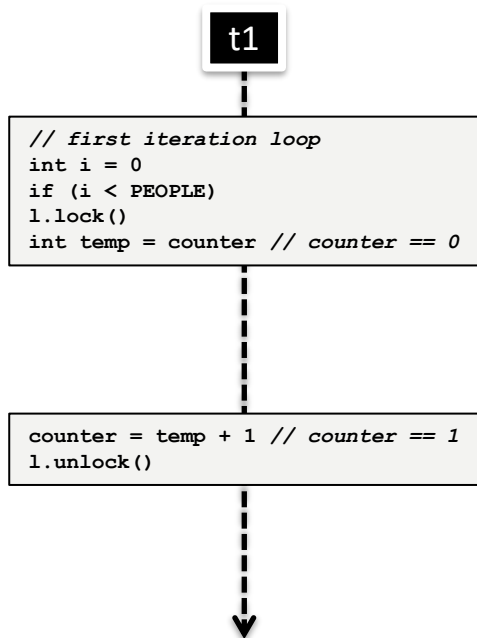 t1
// first iteration loop
int i = 0
if (i < PEOPLE)
l.lock()
int temp = counter // counter == 0
counter = temp + 1 // counter == 1
l.unlock()